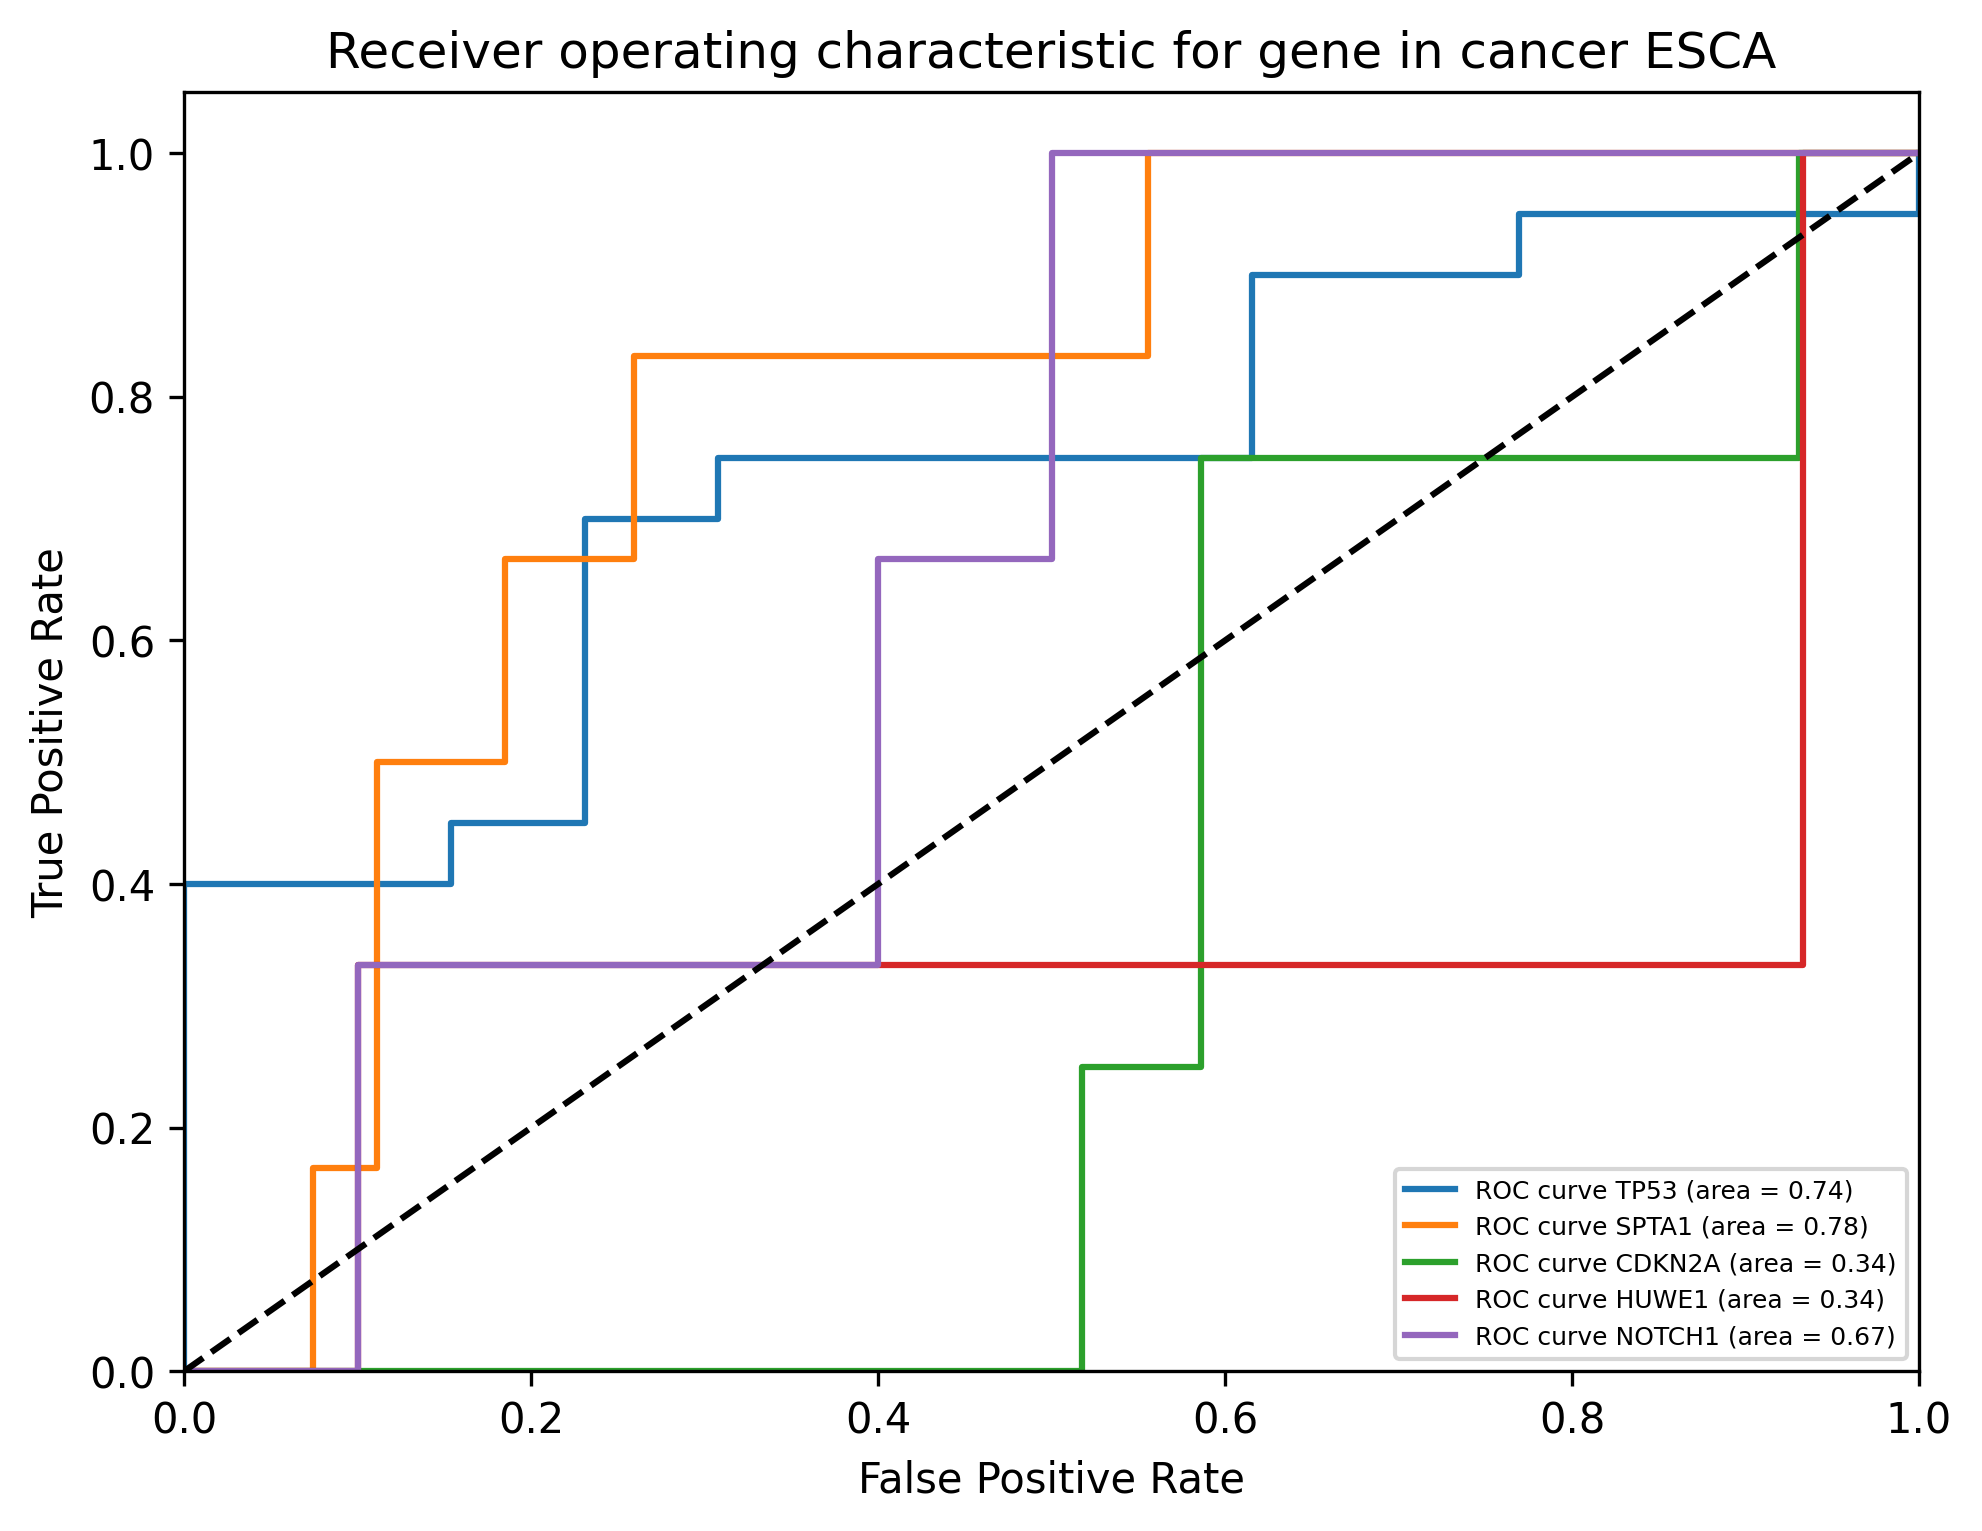 Receiver operating characteristic for gene in cancer ESCA
True Positive Rate
1.0
0.8
0.6
0.4
0.2
0.0
ROC curve TP53 (area = 0.74)
ROC curve SPTA1 (area = 0.78)
ROC curve CDKN2A (area = 0.34)
ROC curve HUWE1 (area = 0.34)
ROC curve NOTCH1 (area = 0.67)
0.0 0.2 0.4 0.6 0.8 1.0
False Positive Rate